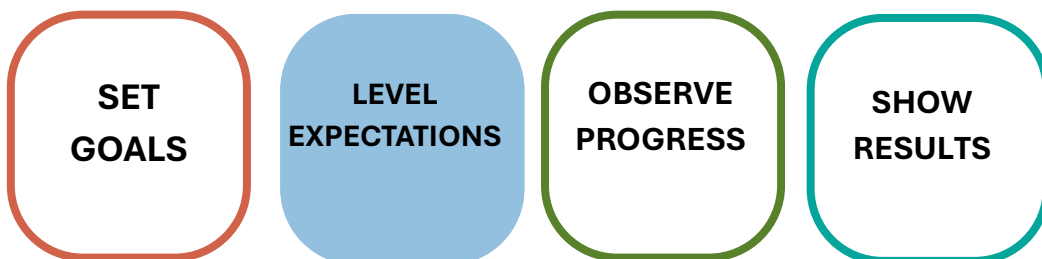 SET
GOALS
LEVEL
EXPECTATIONS
OBSERVE
PROGRESS
SHOW
RESULTS